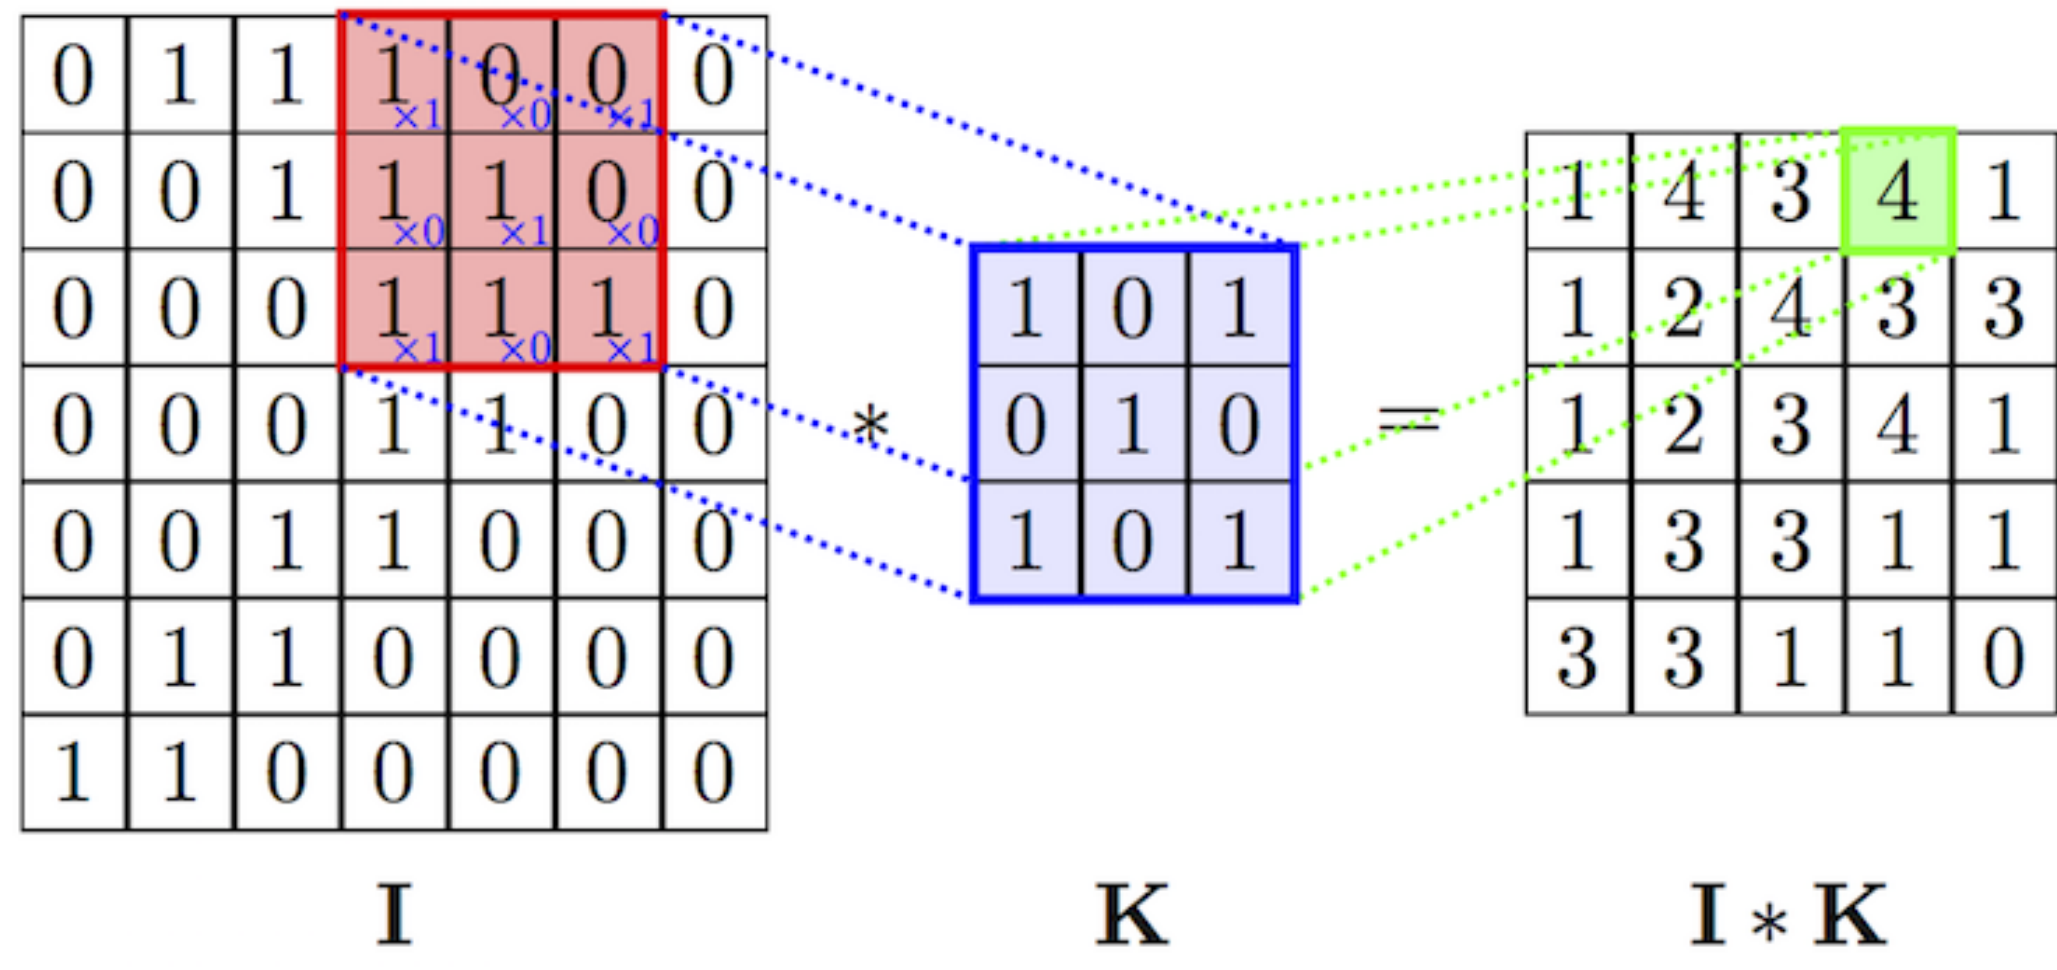 0 1 1 1×1 0×0 0×1 0
0 0 1 1×0 1×1 0×0 0
0 0 0 1×1 1×0 1×1 0
0 0 0 1 1 0 0
0 0 1 1 0 0 0
0 1 1 0 0 0 0
1 1 0 0 0 0 0
I
*
1 0 1
0 1 0
1 0 1
K
=
1 4 3 4 1
1 2 4 3 3
1 2 3 4 1
1 3 3 1 1
3 3 1 1 0
I * K